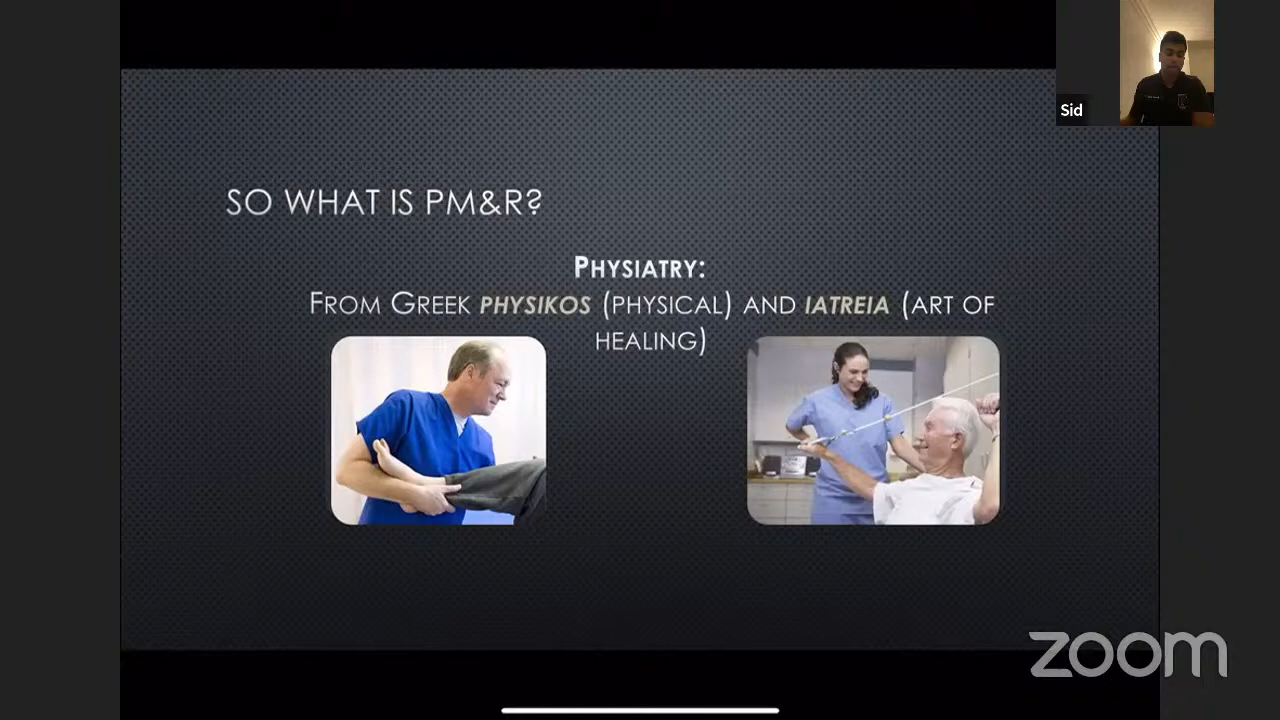 Sid
SO WHAT IS PM&R?
PHYSIATRY:
FROM GREEK PHYSIKOS (PHYSICAL) AND IATREIA (ART OF
HEALING)
zoom